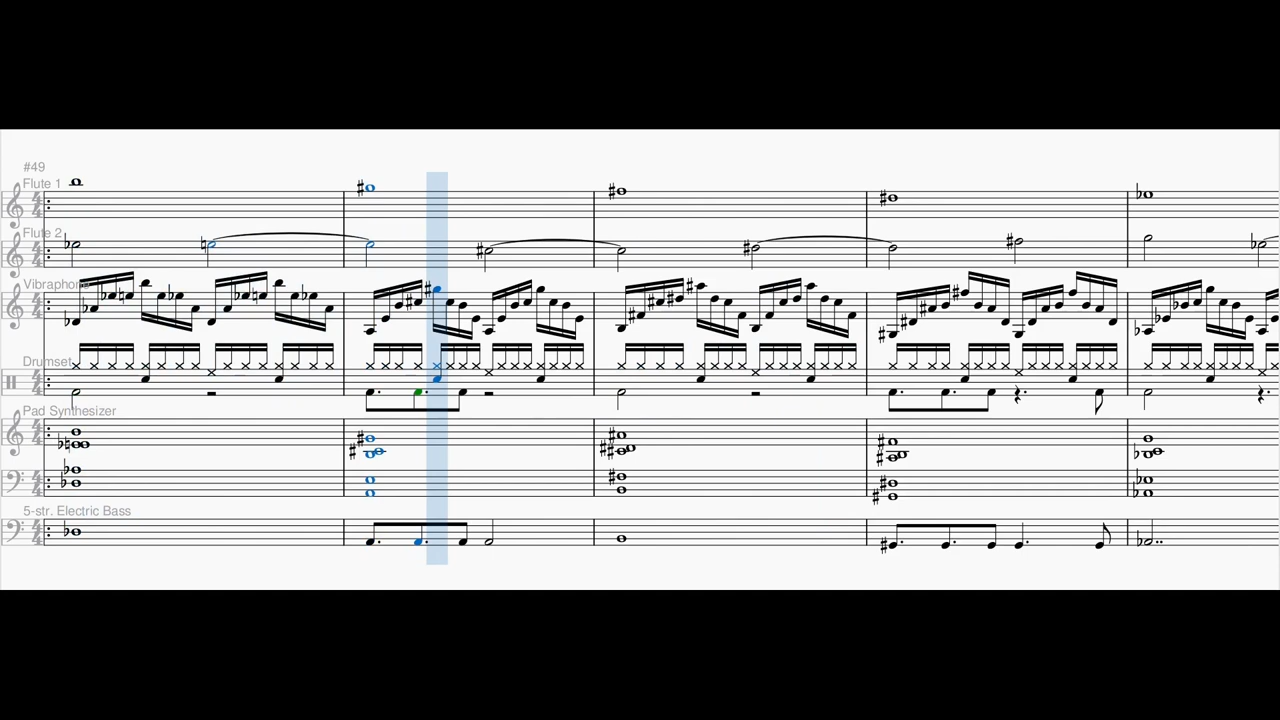 #49
Flute 1
Flute 2
Vibraphone
Drumset
Pad Synthesizer
5-str. Electric Bass